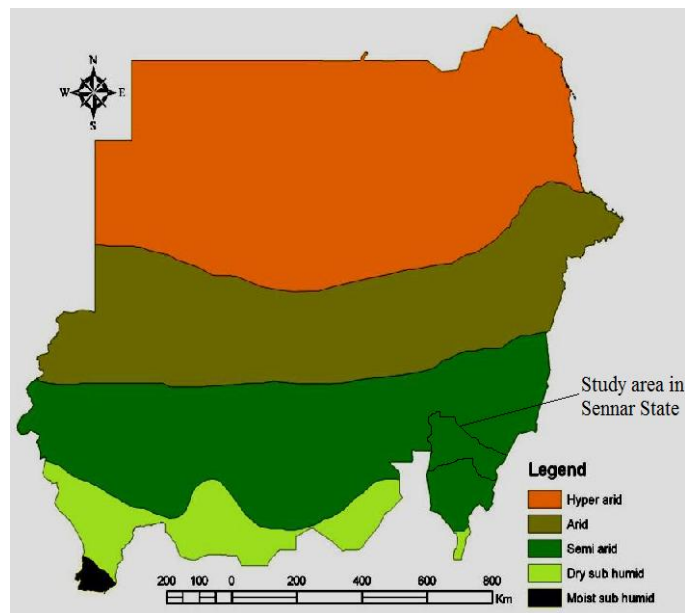 N
W E
S
Study area in
Sennar State
Legend
Hyper arid
Arid
Semi arid
Dry sub humid
Moist sub humid
200 100 0 200 400 600 800
Km